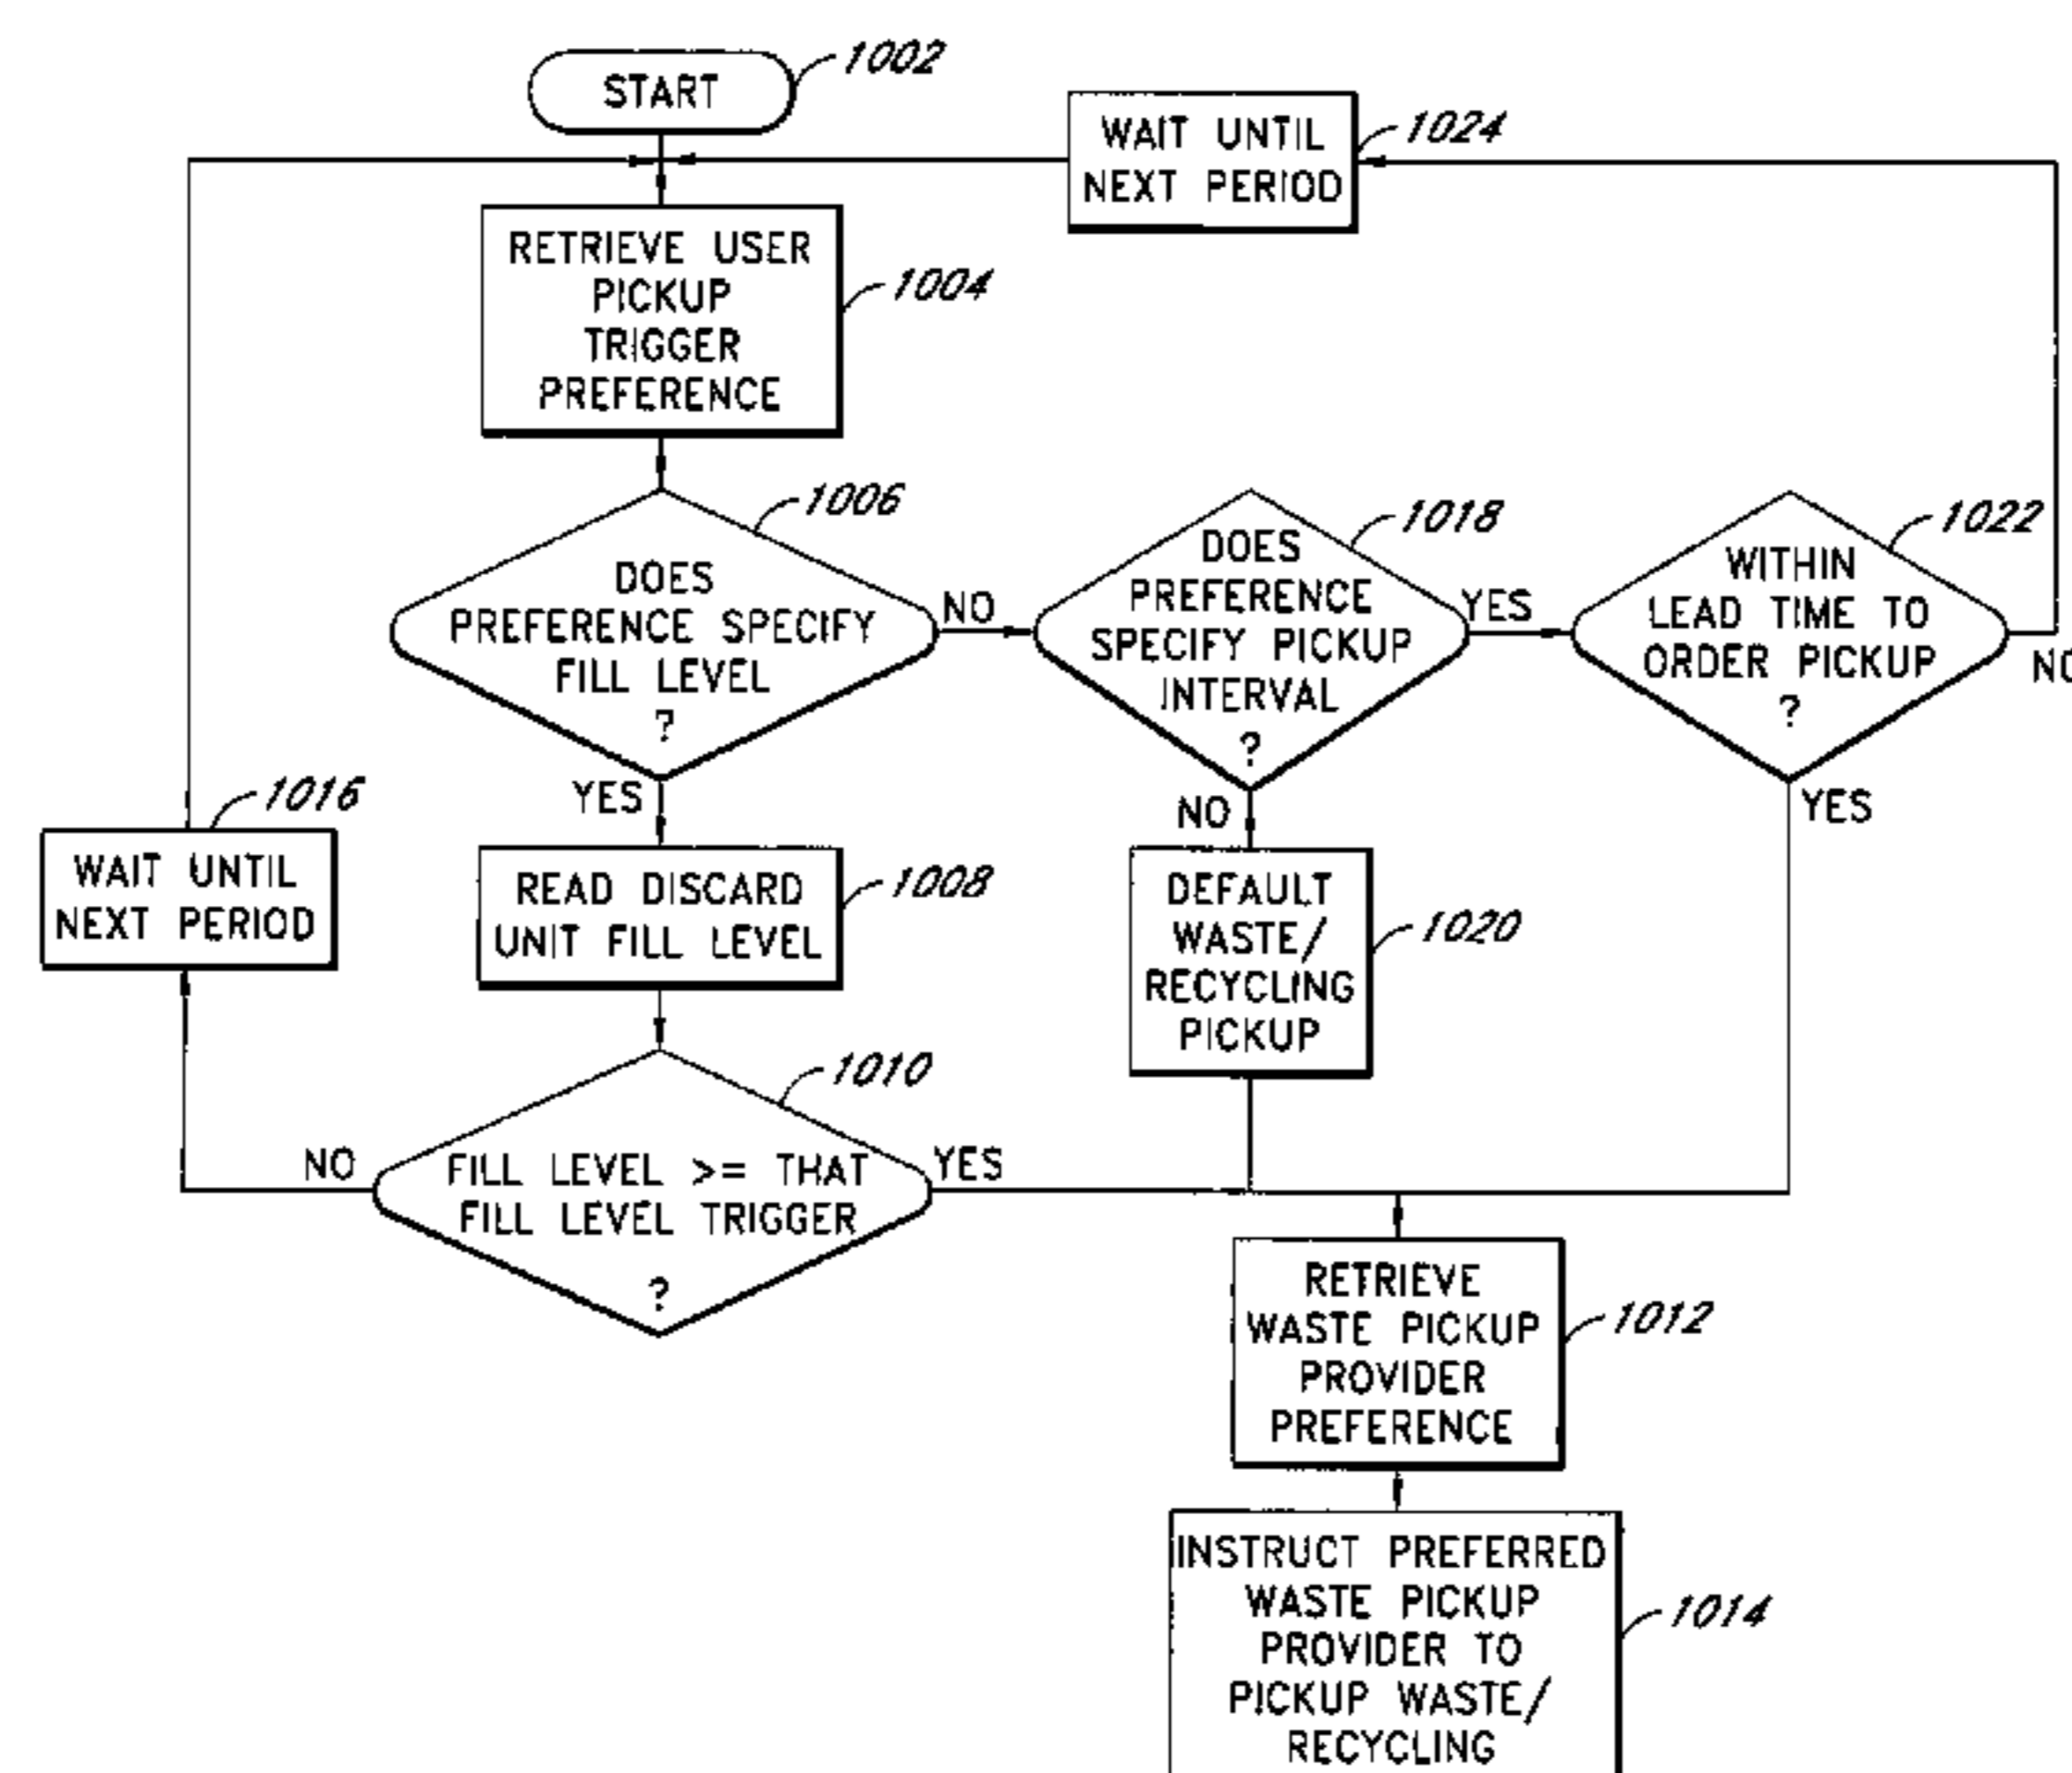 START
1002
WAIT UNTIL
NEXT PERIOD
1024
RETRIEVE USER
PICKUP
TRIGGER
PREFERENCE
1004
DOES
PREFERENCE SPECIFY
FILL LEVEL
?
1006
NO
YES
DOES
PREFERENCE
SPECIFY PICKUP
INTERVAL
?
1018
YES
NO
WITHIN
LEAD TIME TO
ORDER PICKUP
?
1022
NO
YES
WAIT UNTIL
NEXT PERIOD
1016
READ DISCARD
UNIT FILL LEVEL
1008
DEFAULT
WASTE/
RECYCLING
PICKUP
1020
FILL LEVEL >= THAT
FILL LEVEL TRIGGER
?
1010
NO
YES
RETRIEVE
WASTE PICKUP
PROVIDER
PREFERENCE
1012
INSTRUCT PREFERRED
WASTE PICKUP
PROVIDER TO
PICKUP WASTE/
RECYCLING
1014